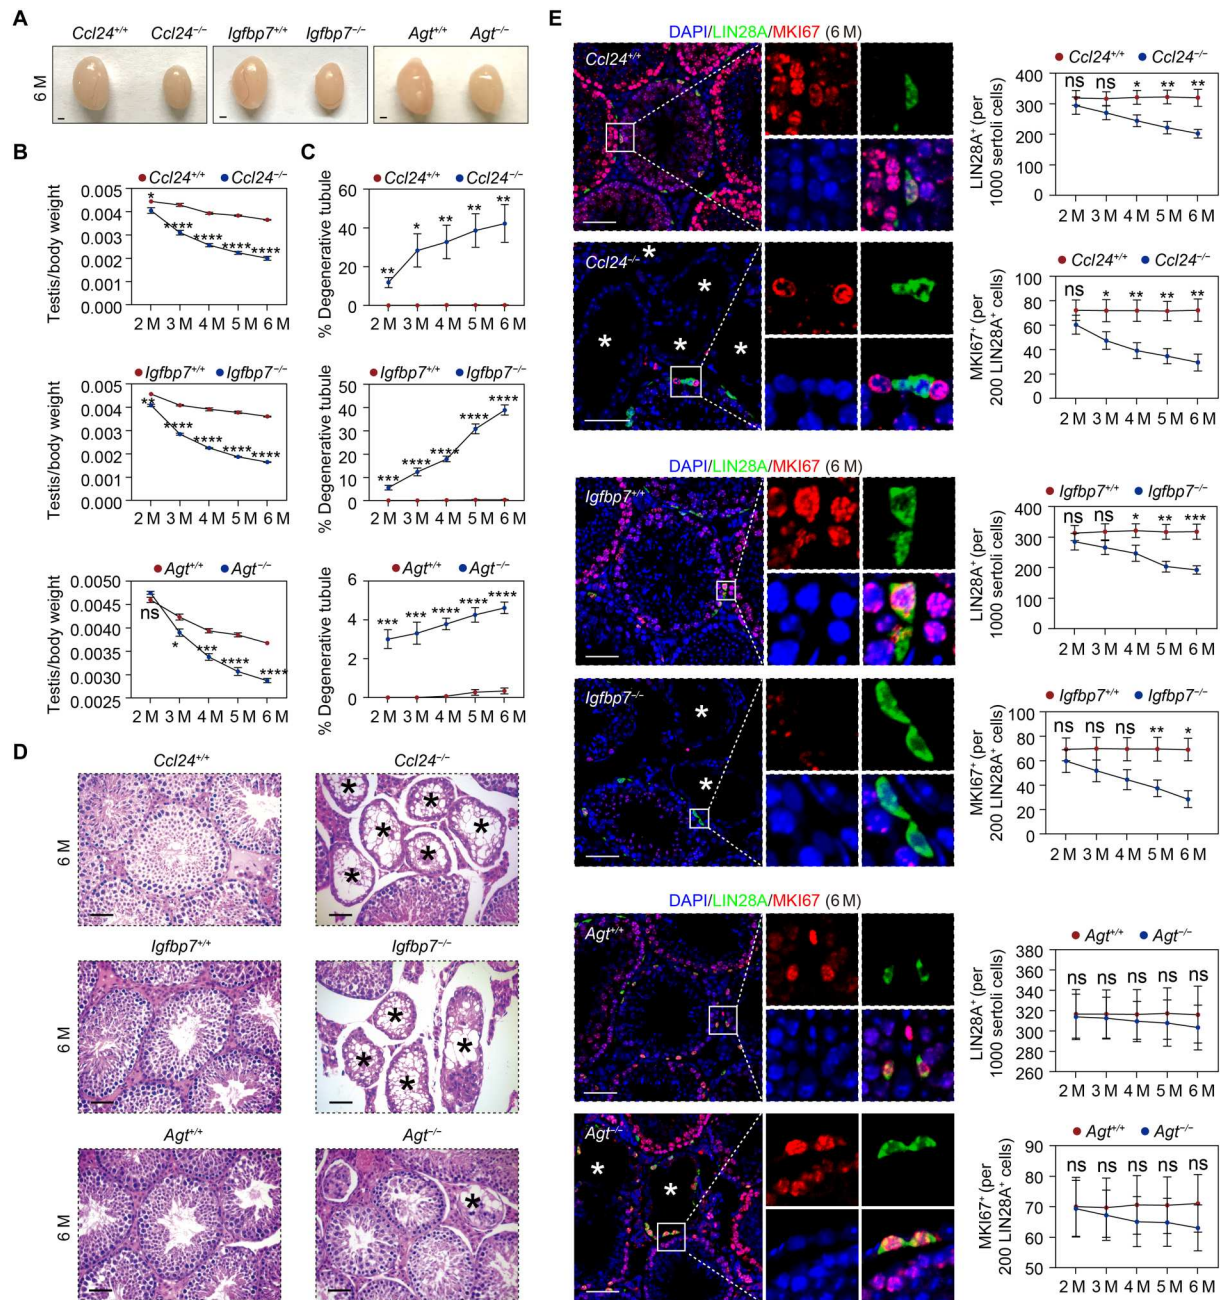 A
Ccl24+/+ Ccl24−/− Igfbp7+/+ Igfbp7−/− Agt+/+ Agt−/−
6 M
B
Ccl24+/+ Ccl24−/−
Testis/body weight
0.005
0.004
0.003
0.002
0.001
0.000
* **** **** **** ****
2 M 3 M 4 M 5 M 6 M
Igfbp7+/+ Igfbp7−/−
Testis/body weight
0.005
0.004
0.003
0.002
0.001
0.000
** **** **** **** ****
2 M 3 M 4 M 5 M 6 M
Agt+/+ Agt−/−
Testis/body weight
0.0050
0.0045
0.0040
0.0035
0.0030
0.0025
ns * *** **** ****
2 M 3 M 4 M 5 M 6 M
C
Ccl24+/+ Ccl24−/−
% Degenerative tubule
60
40
20
0
** * ** ** **
2 M 3 M 4 M 5 M 6 M
Igfbp7+/+ Igfbp7−/−
% Degenerative tubule
50
40
30
20
10
0
*** **** **** **** ****
2 M 3 M 4 M 5 M 6 M
Agt+/+ Agt−/−
% Degenerative tubule
6
4
2
0
*** *** **** **** ****
2 M 3 M 4 M 5 M 6 M
D
Ccl24+/+ Ccl24−/−
6 M
* * * * * *
Igfbp7+/+ Igfbp7−/−
6 M
* * * * *
Agt+/+ Agt−/−
6 M
*
E
DAPI/LIN28A/MKI67 (6 M)
Ccl24+/+
Ccl24−/−
* * * * *
Ccl24+/+ Ccl24−/−
LIN28A+ (per
1000 sertoli cells)
400
300
200
100
0
ns ns * ** **
2 M 3 M 4 M 5 M 6 M
Ccl24+/+ Ccl24−/−
MKI67+ (per
200 LIN28A+ cells)
100
80
60
40
20
0
ns * ** ** **
2 M 3 M 4 M 5 M 6 M
DAPI/LIN28A/MKI67 (6 M)
Igfbp7+/+
Igfbp7−/−
* *
Igfbp7+/+ Igfbp7−/−
LIN28A+ (per
1000 sertoli cells)
400
300
200
100
0
ns ns * ** ***
2 M 3 M 4 M 5 M 6 M
Igfbp7+/+ Igfbp7−/−
MKI67+ (per
200 LIN28A+ cells)
100
80
60
40
20
0
ns ns ns ** *
2 M 3 M 4 M 5 M 6 M
DAPI/LIN28A/MKI67 (6 M)
Agt+/+
Agt−/−
* *
Agt+/+ Agt−/−
LIN28A+ (per
1000 sertoli cells)
380
360
340
320
300
280
260
ns ns ns ns ns
2 M 3 M 4 M 5 M 6 M
Agt+/+ Agt−/−
MKI67+ (per
200 LIN28A+ cells)
90
80
70
60
50
ns ns ns ns ns
2 M 3 M 4 M 5 M 6 M